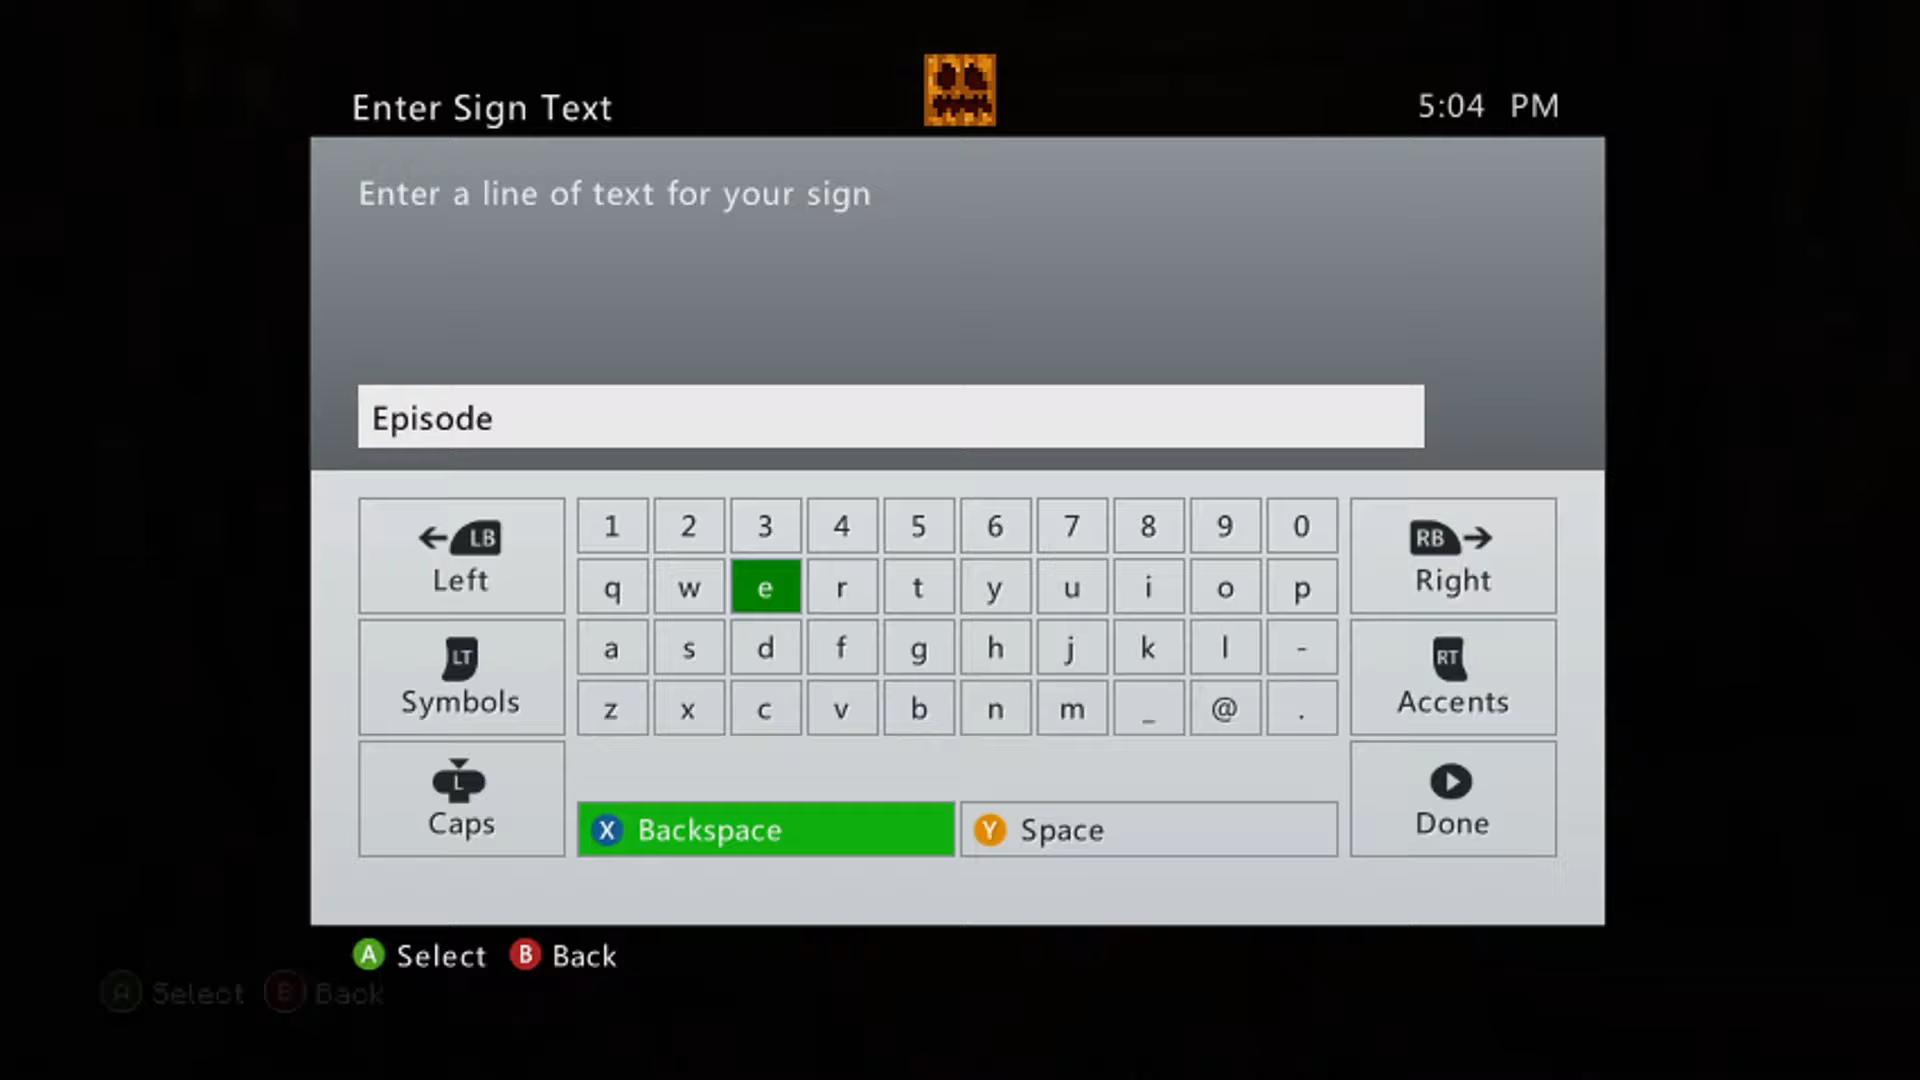 Enter Sign Text
5:04 PM
Enter a line of text for your sign
Episode
LB
Left
1 2 3 4 5 6 7 8 9 0
RB
Right
q w e r t y u i o p
LT
Symbols
a s d f g h j k l -
RT
Accents
z x c v b n m _ @ .
L
Caps
X Backspace
Y Space
Done
A Select B Back
A Select B Back